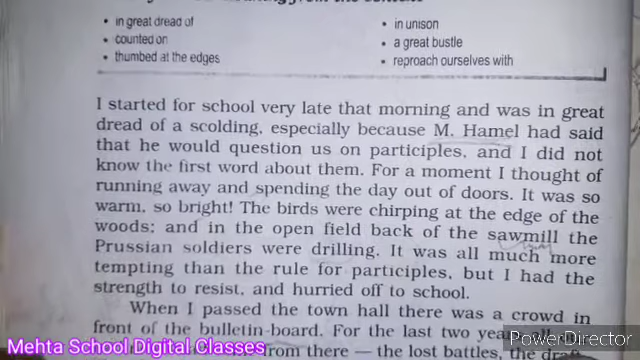 • in great dread of
• counted on
• thumbed at the edges
• in unison
• a great bustle
• reproach ourselves with
I started for school very late that morning and was in great
dread of a scolding, especially because M. Hamel had said
that he would question us on participles, and I did not
know the first word about them. For a moment I thought of
running away and spending the day out of doors. It was so
warm, so bright! The birds were chirping at the edge of the
woods; and in the open field back of the sawmill the
Prussian soldiers were drilling. It was all much more
tempting than the rule for participles, but I had the
strength to resist, and hurried off to school.
When I passed the town hall there was a crowd in
front of the bulletin-board. For the last two years all
from there — the lost battles, the
Mehta School Digital Classes
PowerDirector